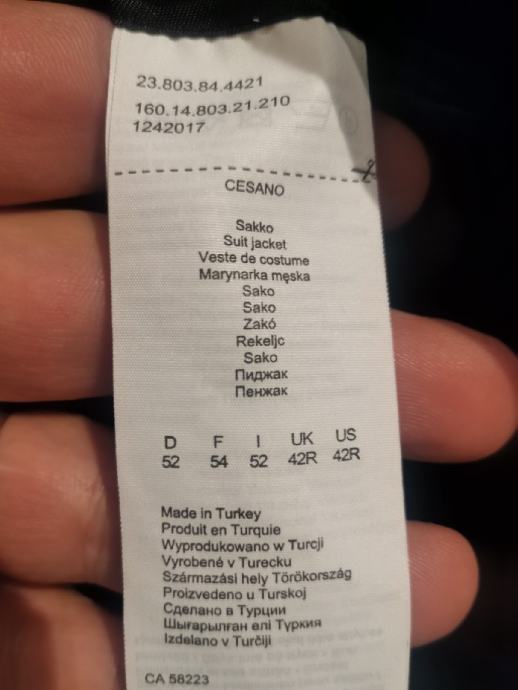 23.803.84.4421
160.14.803.21.210
1242017
CESANO
Sakko
Suit jacket
Veste de costume
Marynarka męska
Sako
Sako
Zakó
Rekeljc
Sako
Пиджак
Пенжак
D F I UK US
52 54 52 42R 42R
Made in Turkey
Produit en Turquie
Wyprodukowano w Turcji
Vyrobené v Turecku
Származási hely Törökország
Proizvedeno u Turskoj
Сделано в Турции
Шығарылған елі Түркия
Izdelano v Turčiji
CA 58223